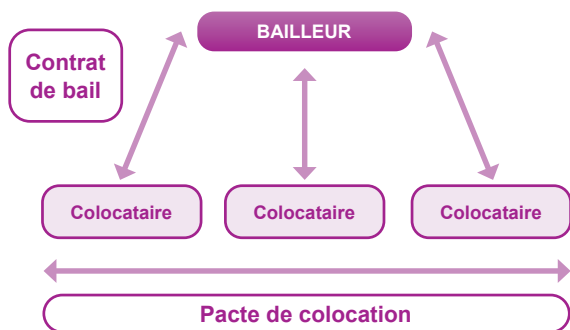 BAILLEUR
Contrat
de bail
Colocataire
Colocataire
Colocataire
Pacte de colocation